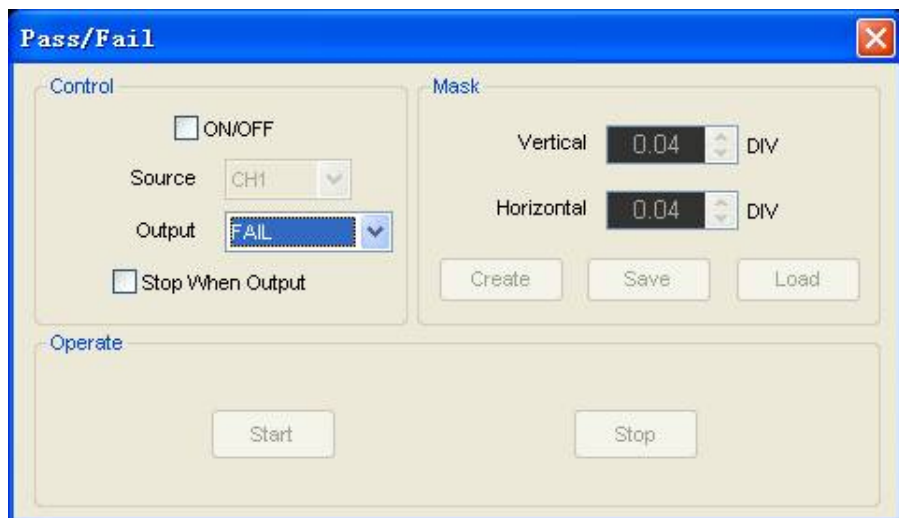 Pass/Fail
Control
ON/OFF
Source CH1
Output FAIL
Stop When Output
Mask
Vertical 0.04 DIV
Horizontal 0.04 DIV
Create Save Load
Operate
Start Stop